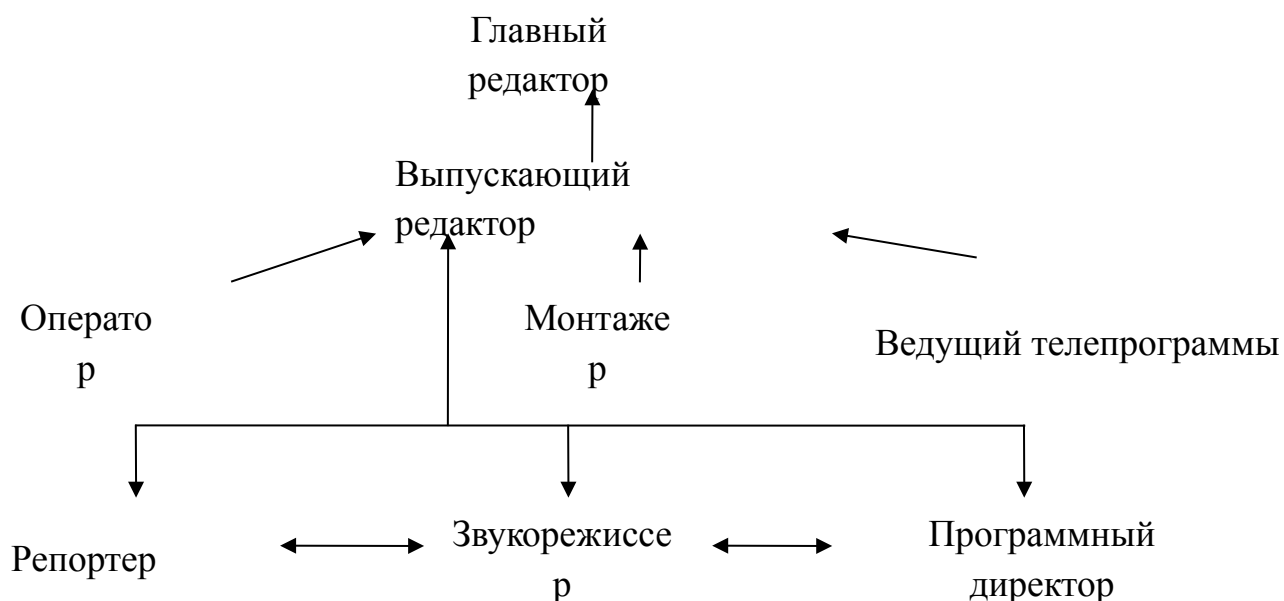 Главный
редактор
Выпускающий
редактор
Операто
р
Монтаже
р
Ведущий телепрограммы
Репортер
Звукорежиссе
р
Программный
директор